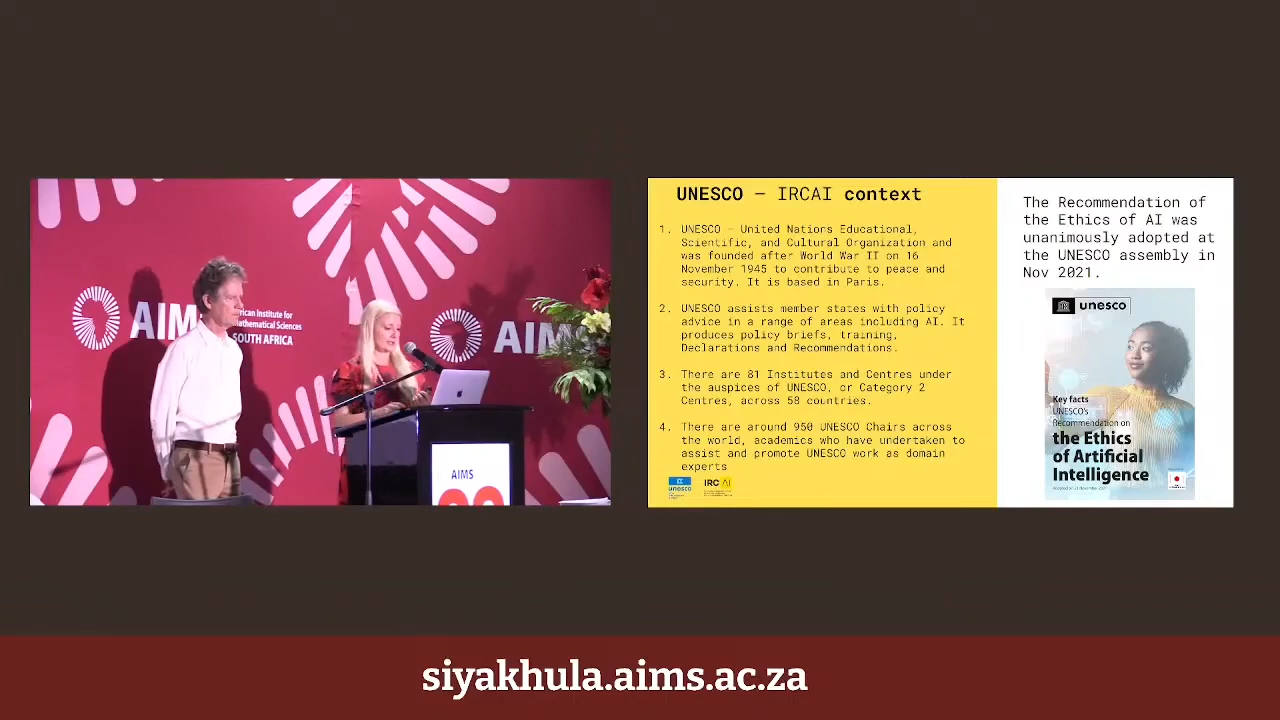 AIMS
African Institute for
Mathematical Sciences
SOUTH AFRICA
AIMS
AIMS
UNESCO – IRCAI context
1. UNESCO – United Nations Educational,
Scientific, and Cultural Organization and
was founded after World War II on 16
November 1945 to contribute to peace and
security. It is based in Paris.
2. UNESCO assists member states with policy
advice in a range of areas including AI. It
produces policy briefs, training,
Declarations and Recommendations.
3. There are 81 Institutes and Centres under
the auspices of UNESCO, or Category 2
Centres, across 58 countries.
4. There are around 950 UNESCO Chairs across
the world, academics who have undertaken to
assist and promote UNESCO work as domain
experts
unesco
IRCAI
The Recommendation of
the Ethics of AI was
unanimously adopted at
the UNESCO assembly in
Nov 2021.
unesco
Key facts
UNESCO's
Recommendation on
the Ethics
of Artificial
Intelligence
siyakhula.aims.ac.za